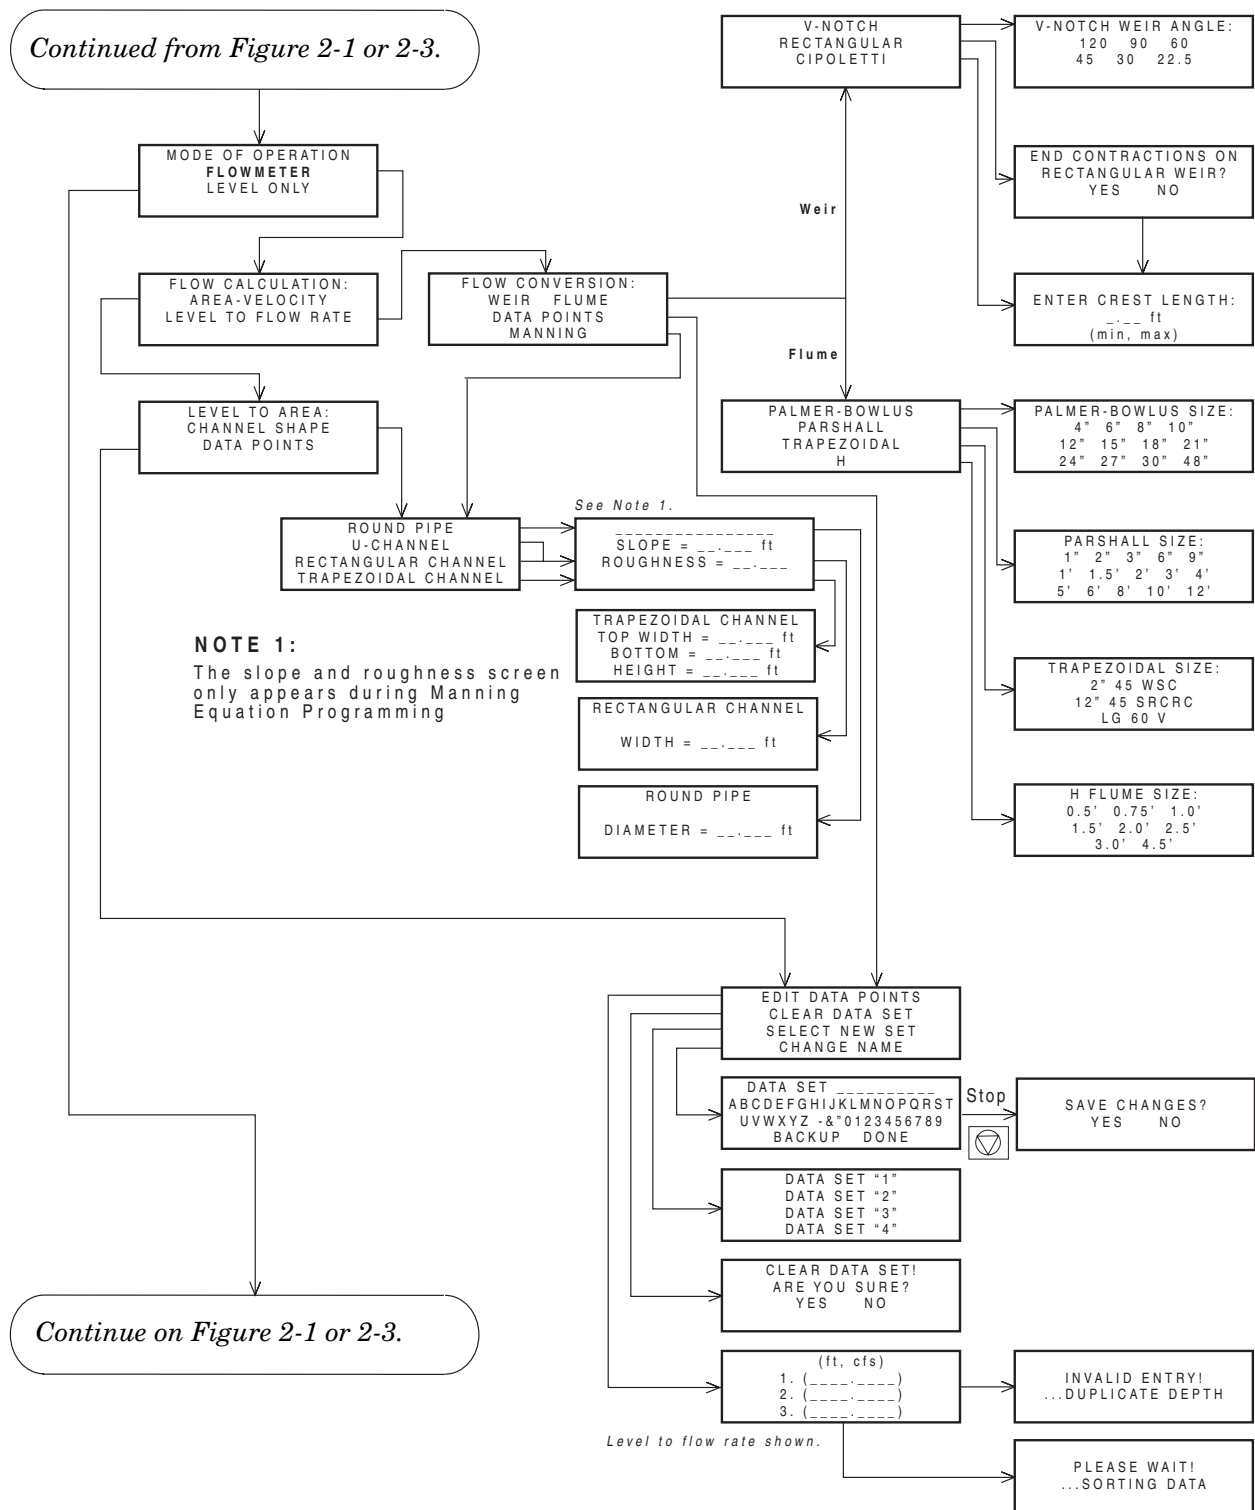 Continued from Figure 2-1 or 2-3.
MODE OF OPERATION
FLOWMETER
LEVEL ONLY
FLOW CALCULATION:
AREA-VELOCITY
LEVEL TO FLOW RATE
FLOW CONVERSION:
WEIR FLUME
DATA POINTS
MANNING
LEVEL TO AREA:
CHANNEL SHAPE
DATA POINTS
Weir
Flume
V-NOTCH
RECTANGULAR
CIPOLETTI
V-NOTCH WEIR ANGLE:
120 90 60
45 30 22.5
END CONTRACTIONS ON
RECTANGULAR WEIR?
YES NO
ENTER CREST LENGTH:
_.__ ft
(min, max)
PALMER-BOWLUS
PARSHALL
TRAPEZOIDAL
H
PALMER-BOWLUS SIZE:
4” 6” 8” 10”
12” 15” 18” 21”
24” 27” 30” 48”
PARSHALL SIZE:
1” 2” 3” 6” 9”
1’ 1.5’ 2’ 3’ 4’
5’ 6’ 8’ 10’ 12’
TRAPEZOIDAL SIZE:
2” 45 WSC
12” 45 SRCRC
LG 60 V
H FLUME SIZE:
0.5’ 0.75’ 1.0’
1.5’ 2.0’ 2.5’
3.0’ 4.5’
ROUND PIPE
U-CHANNEL
RECTANGULAR CHANNEL
TRAPEZOIDAL CHANNEL
See Note 1.
________________
SLOPE = __.___ ft
ROUGHNESS = __.___
TRAPEZOIDAL CHANNEL
TOP WIDTH = __.___ ft
BOTTOM = __.___ ft
HEIGHT = __.___ ft
RECTANGULAR CHANNEL
WIDTH = __.___ ft
ROUND PIPE
DIAMETER = __.___ ft
NOTE 1:
The slope and roughness screen
only appears during Manning
Equation Programming
EDIT DATA POINTS
CLEAR DATA SET
SELECT NEW SET
CHANGE NAME
DATA SET __________
ABCDEFGHIJKLMNOPQRST
UVWXYZ -&”0123456789
BACKUP DONE
Stop
SAVE CHANGES?
YES NO
DATA SET “1”
DATA SET “2”
DATA SET “3”
DATA SET “4”
CLEAR DATA SET!
ARE YOU SURE?
YES NO
(ft, cfs)
1. (____.____)
2. (____.____)
3. (____.____)
Level to flow rate shown.
INVALID ENTRY!
...DUPLICATE DEPTH
PLEASE WAIT!
...SORTING DATA
Continue on Figure 2-1 or 2-3.